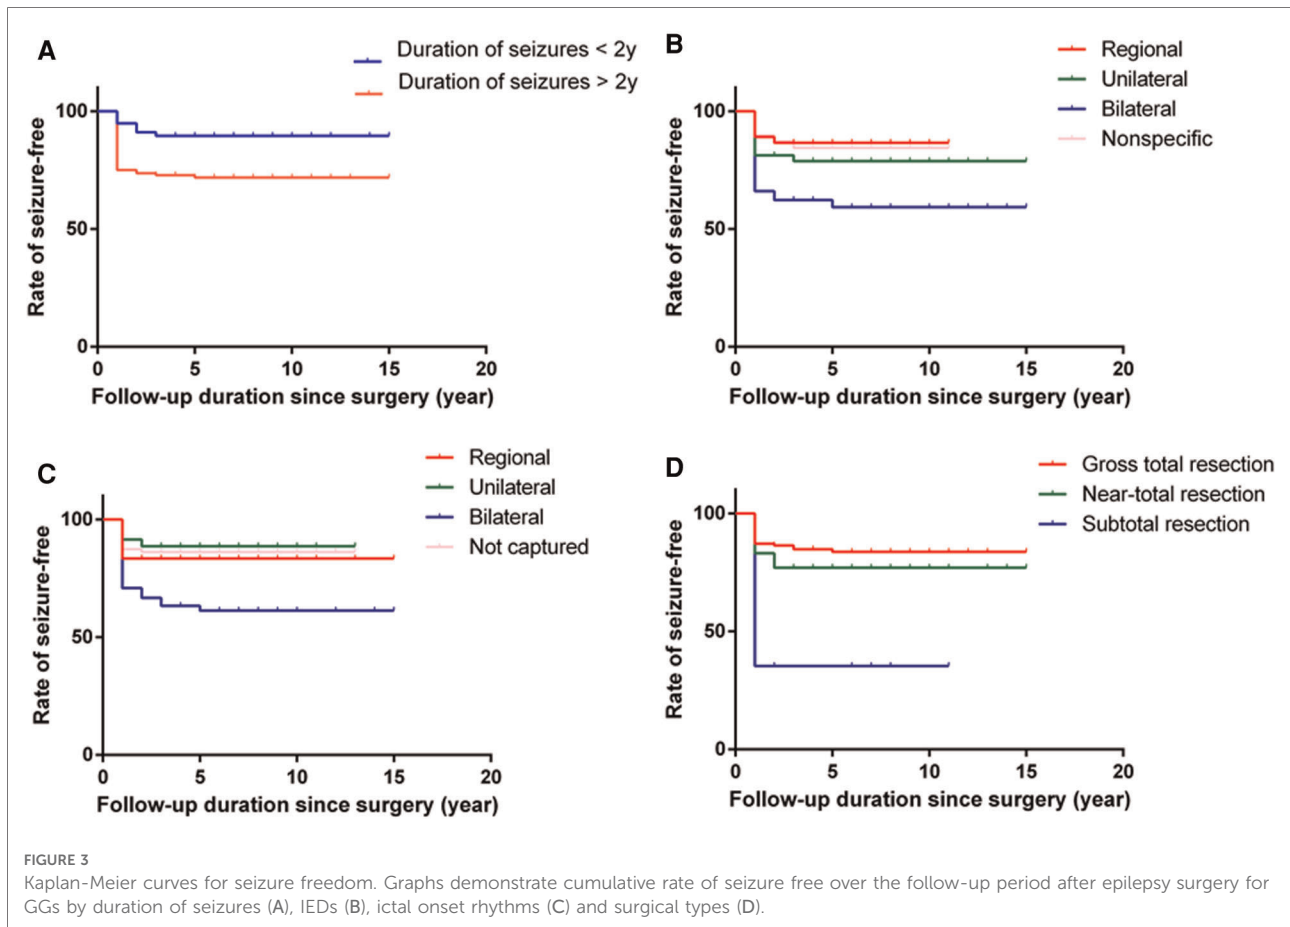 A
Duration of seizures < 2y
Duration of seizures > 2y
Rate of seizure-free
100
50
0
0 5 10 15 20
Follow-up duration since surgery (year)
B
Regional
Unilateral
Bilateral
Nonspecific
Rate of seizure-free
100
50
0
0 5 10 15 20
Follow-up duration since surgery (year)
C
Regional
Unilateral
Bilateral
Not captured
Rate of seizure-free
100
50
0
0 5 10 15 20
Follow-up duration since surgery (year)
D
Gross total resection
Near-total resection
Subtotal resection
Rate of seizure-free
100
50
0
0 5 10 15 20
Follow-up duration since surgery (year)
FIGURE 3
Kaplan-Meier curves for seizure freedom. Graphs demonstrate cumulative rate of seizure free over the follow-up period after epilepsy surgery for
GGs by duration of seizures (A), IEDs (B), ictal onset rhythms (C) and surgical types (D).